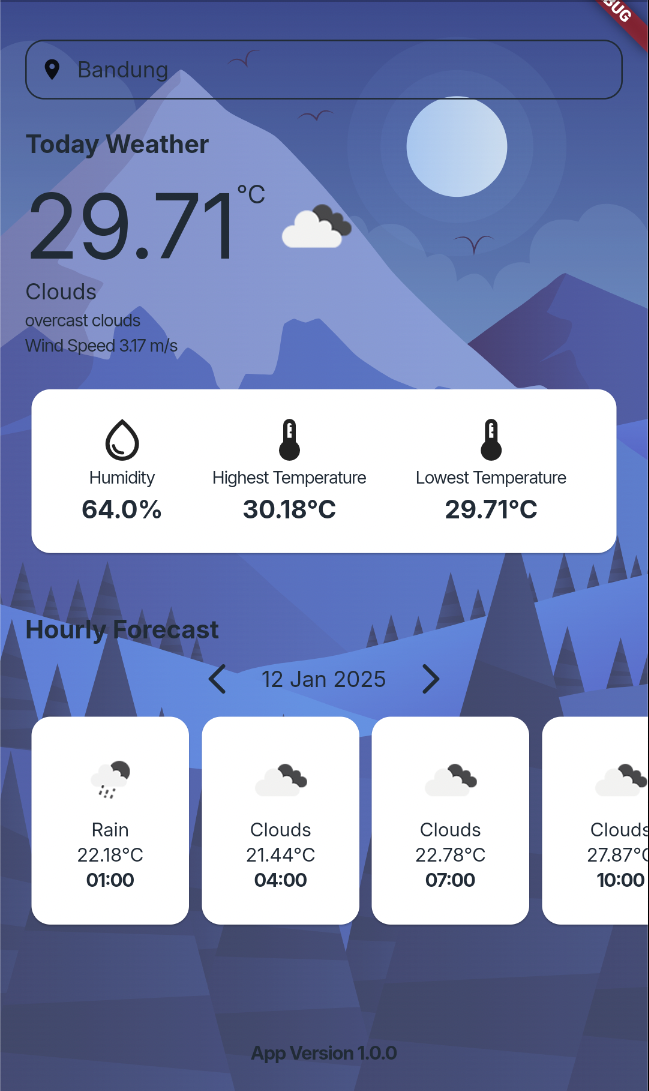 BUG
Bandung
Today Weather
29.71°C
Clouds
overcast clouds
Wind Speed 3.17 m/s
Humidity
64.0%
Highest Temperature
30.18°C
Lowest Temperature
29.71°C
Hourly Forecast
12 Jan 2025
Rain
22.18°C
01:00
Clouds
21.44°C
04:00
Clouds
22.78°C
07:00
Clouds
27.87°C
10:00
App Version 1.0.0